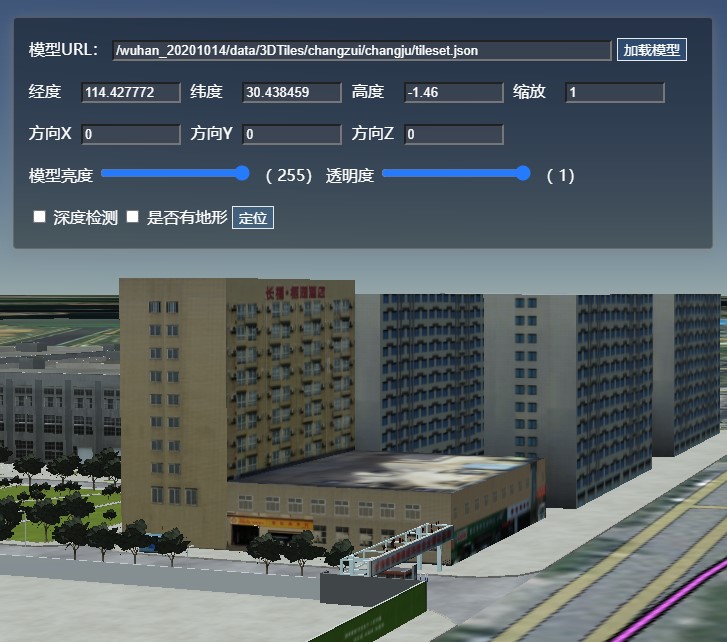 模型URL： /wuhan_20201014/data/3DTiles/changzui/changju/tileset.json 加载模型
经度 114.427772 纬度 30.438459 高度 -1.46 缩放 1
方向X 0 方向Y 0 方向Z 0
模型亮度 （ 255） 透明度 （ 1）
深度检测 是否有地形 定位